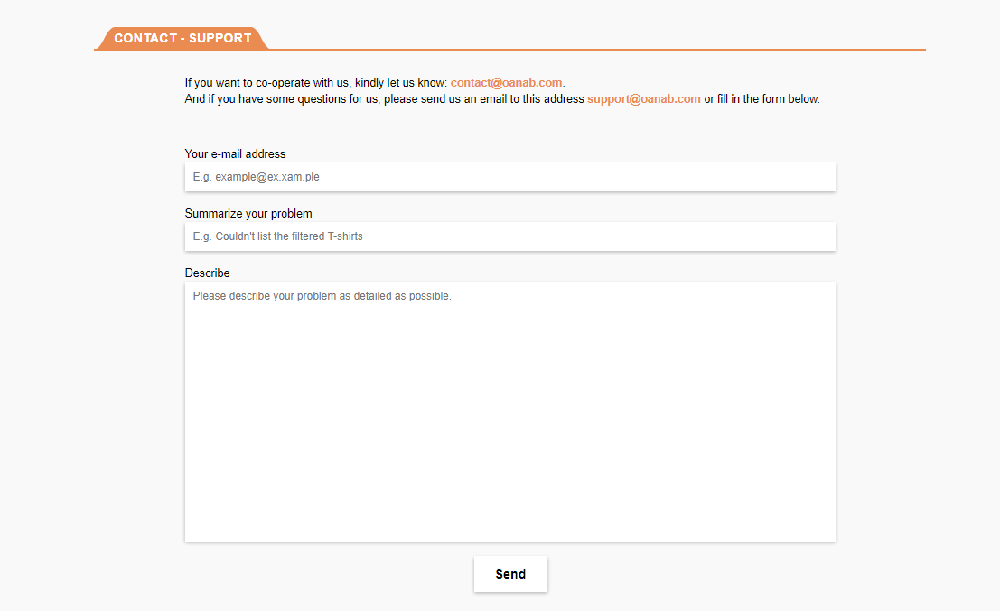 CONTACT - SUPPORT
If you want to co-operate with us, kindly let us know: contact@oanab.com.
And if you have some questions for us, please send us an email to this address support@oanab.com or fill in the form below.
Your e-mail address
E.g. example@ex.xam.ple
Summarize your problem
E.g. Couldn't list the filtered T-shirts
Describe
Please describe your problem as detailed as possible.
Send